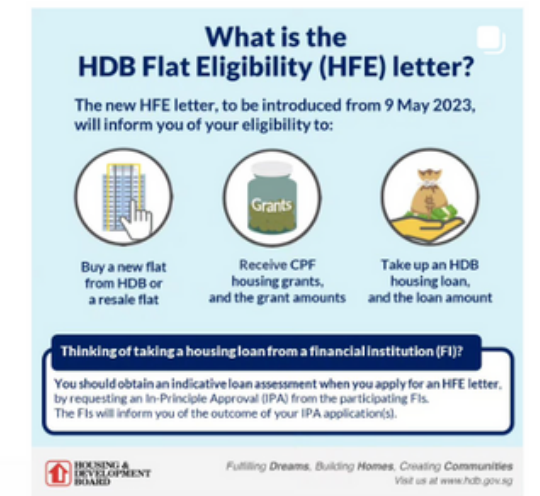 What is the
HDB Flat Eligibility (HFE) letter?
The new HFE letter, to be introduced from 9 May 2023,
will inform you of your eligibility to:
Grants
$
Buy a new flat
from HDB or
a resale flat
Receive CPF
housing grants,
and the grant amounts
Take up an HDB
housing loan,
and the loan amount
Thinking of taking a housing loan from a financial institution (FI)?
You should obtain an indicative loan assessment when you apply for an HFE letter,
by requesting an In-Principle Approval (IPA) from the participating FIs.
The FIs will inform you of the outcome of your IPA application(s).
HOUSING &
DEVELOPMENT
BOARD
Fulfilling Dreams, Building Homes, Creating Communities
Visit us at www.hdb.gov.sg